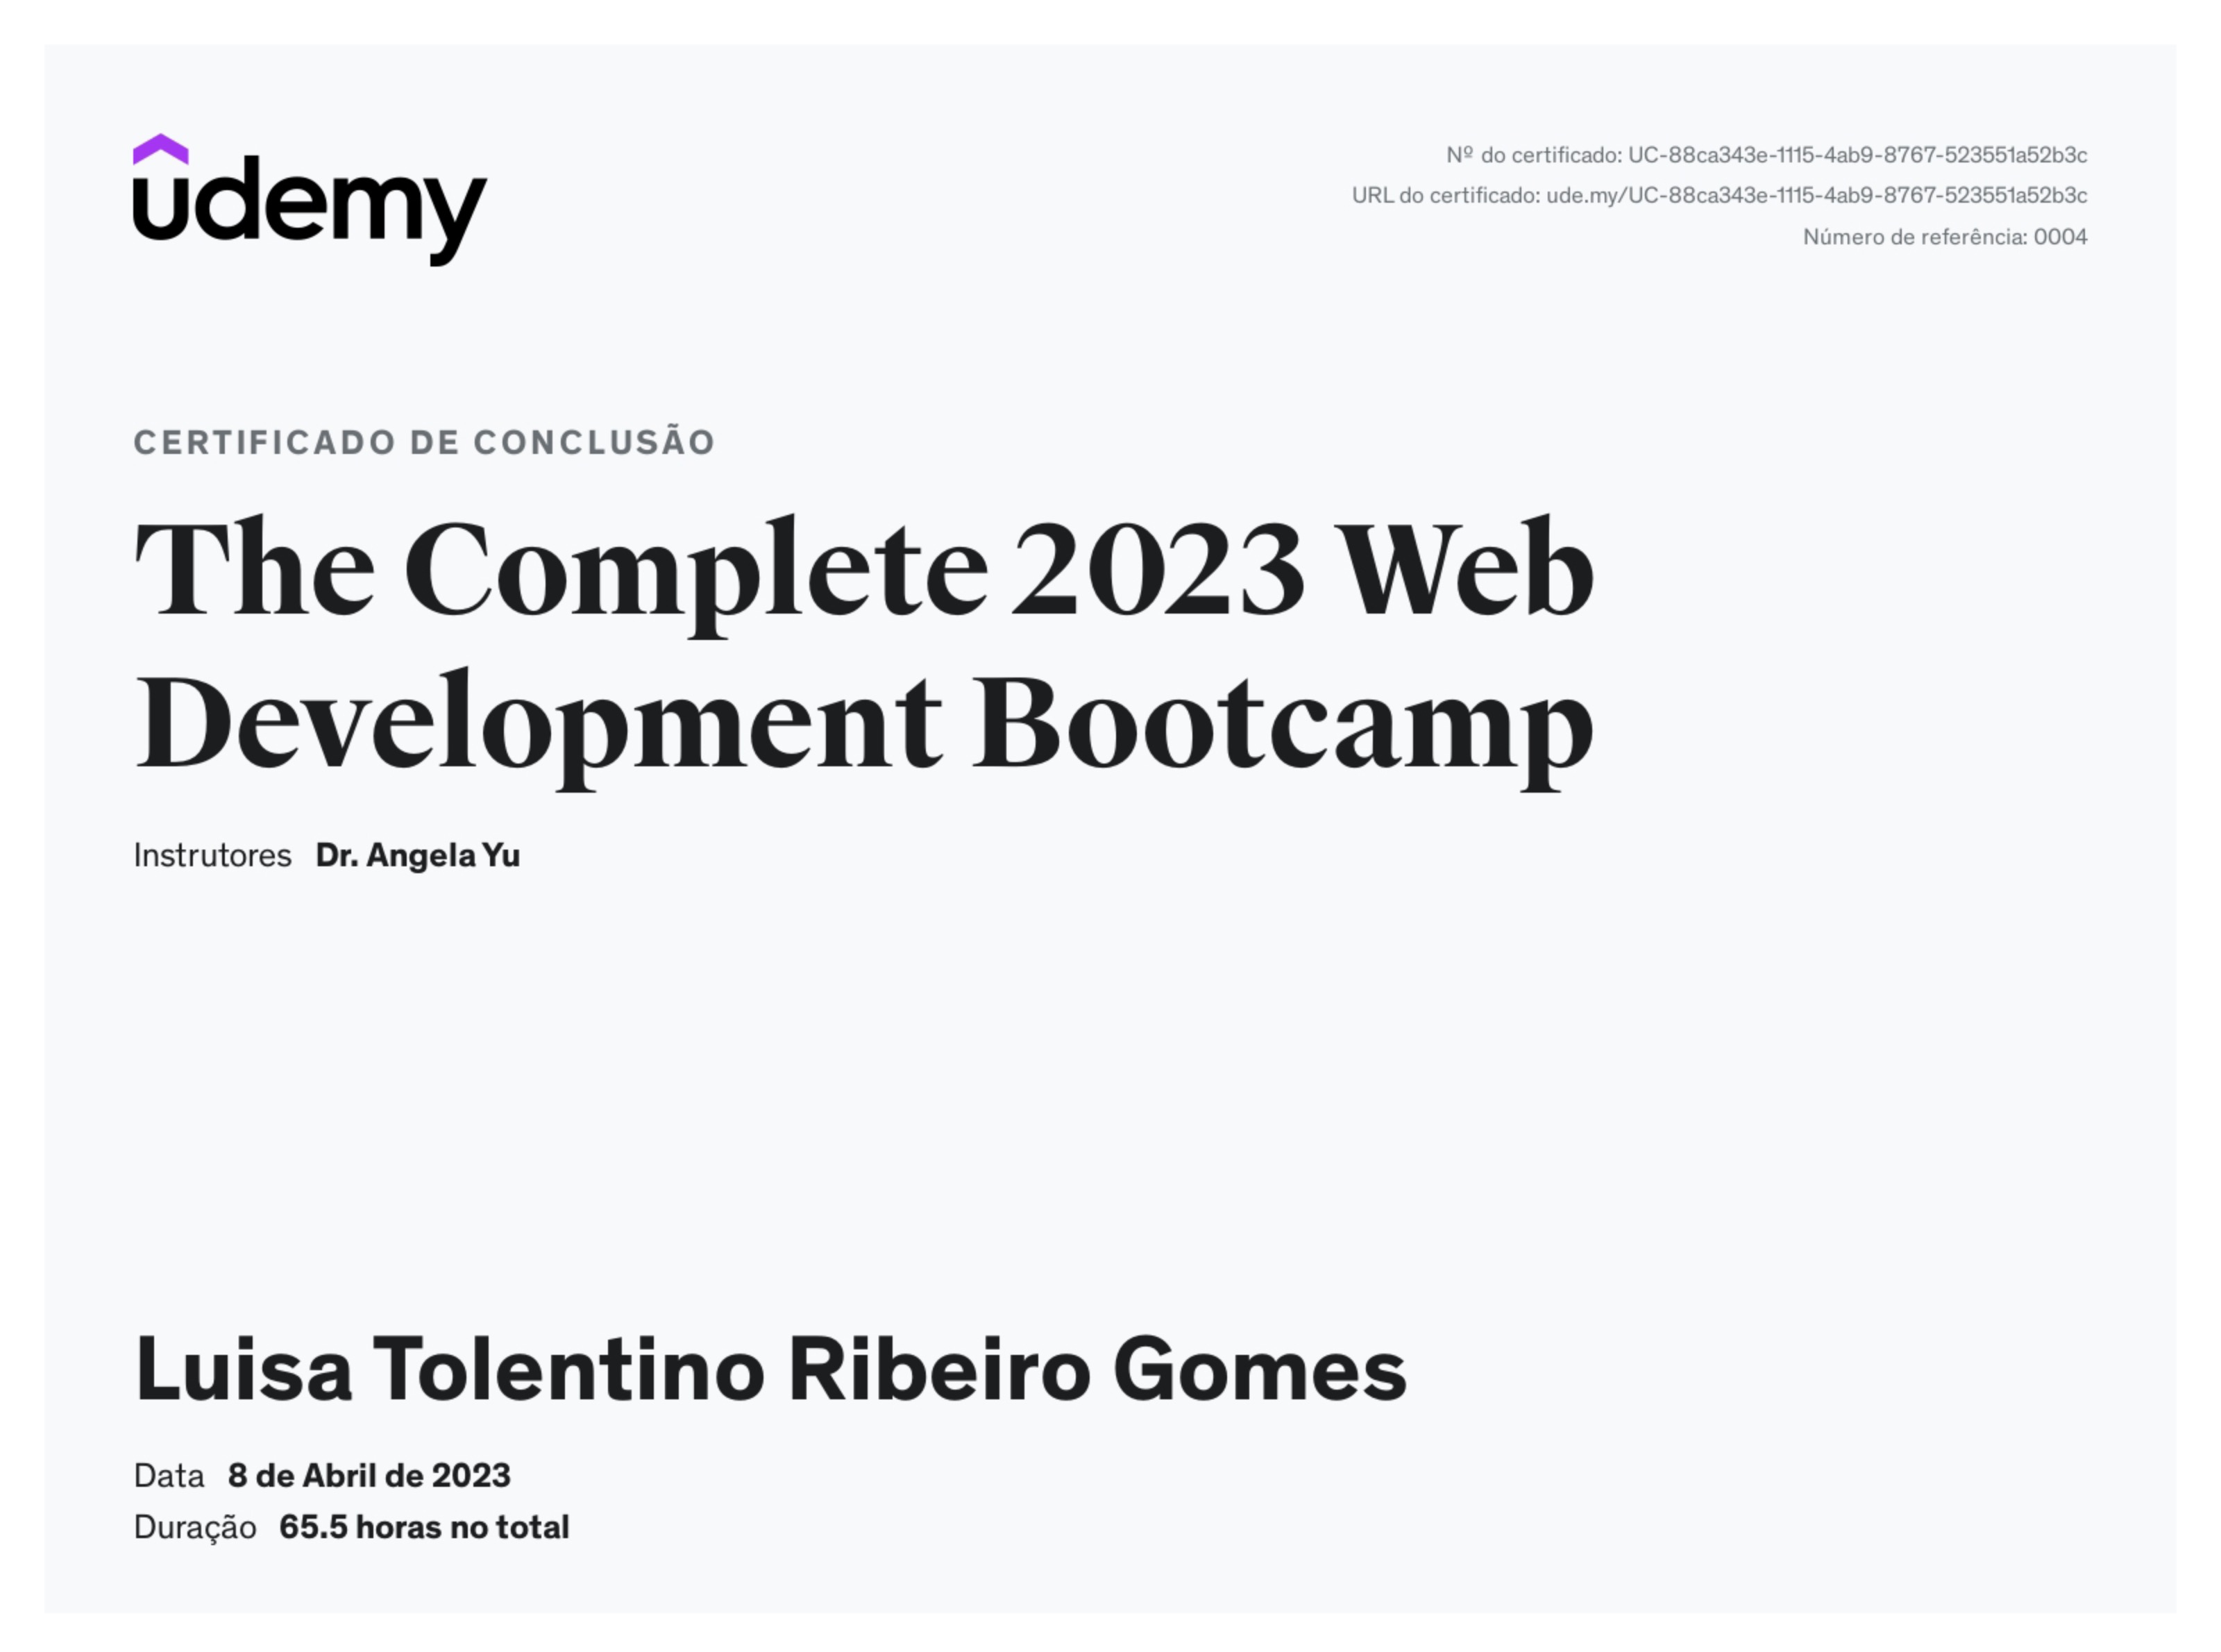 udemy
Nº do certificado: UC-88ca343e-1115-4ab9-8767-523551a52b3c
URL do certificado: ude.my/UC-88ca343e-1115-4ab9-8767-523551a52b3c
Número de referência: 0004
CERTIFICADO DE CONCLUSÃO
The Complete 2023 Web
Development Bootcamp
Instrutores Dr. Angela Yu
Luisa Tolentino Ribeiro Gomes
Data 8 de Abril de 2023
Duração 65.5 horas no total